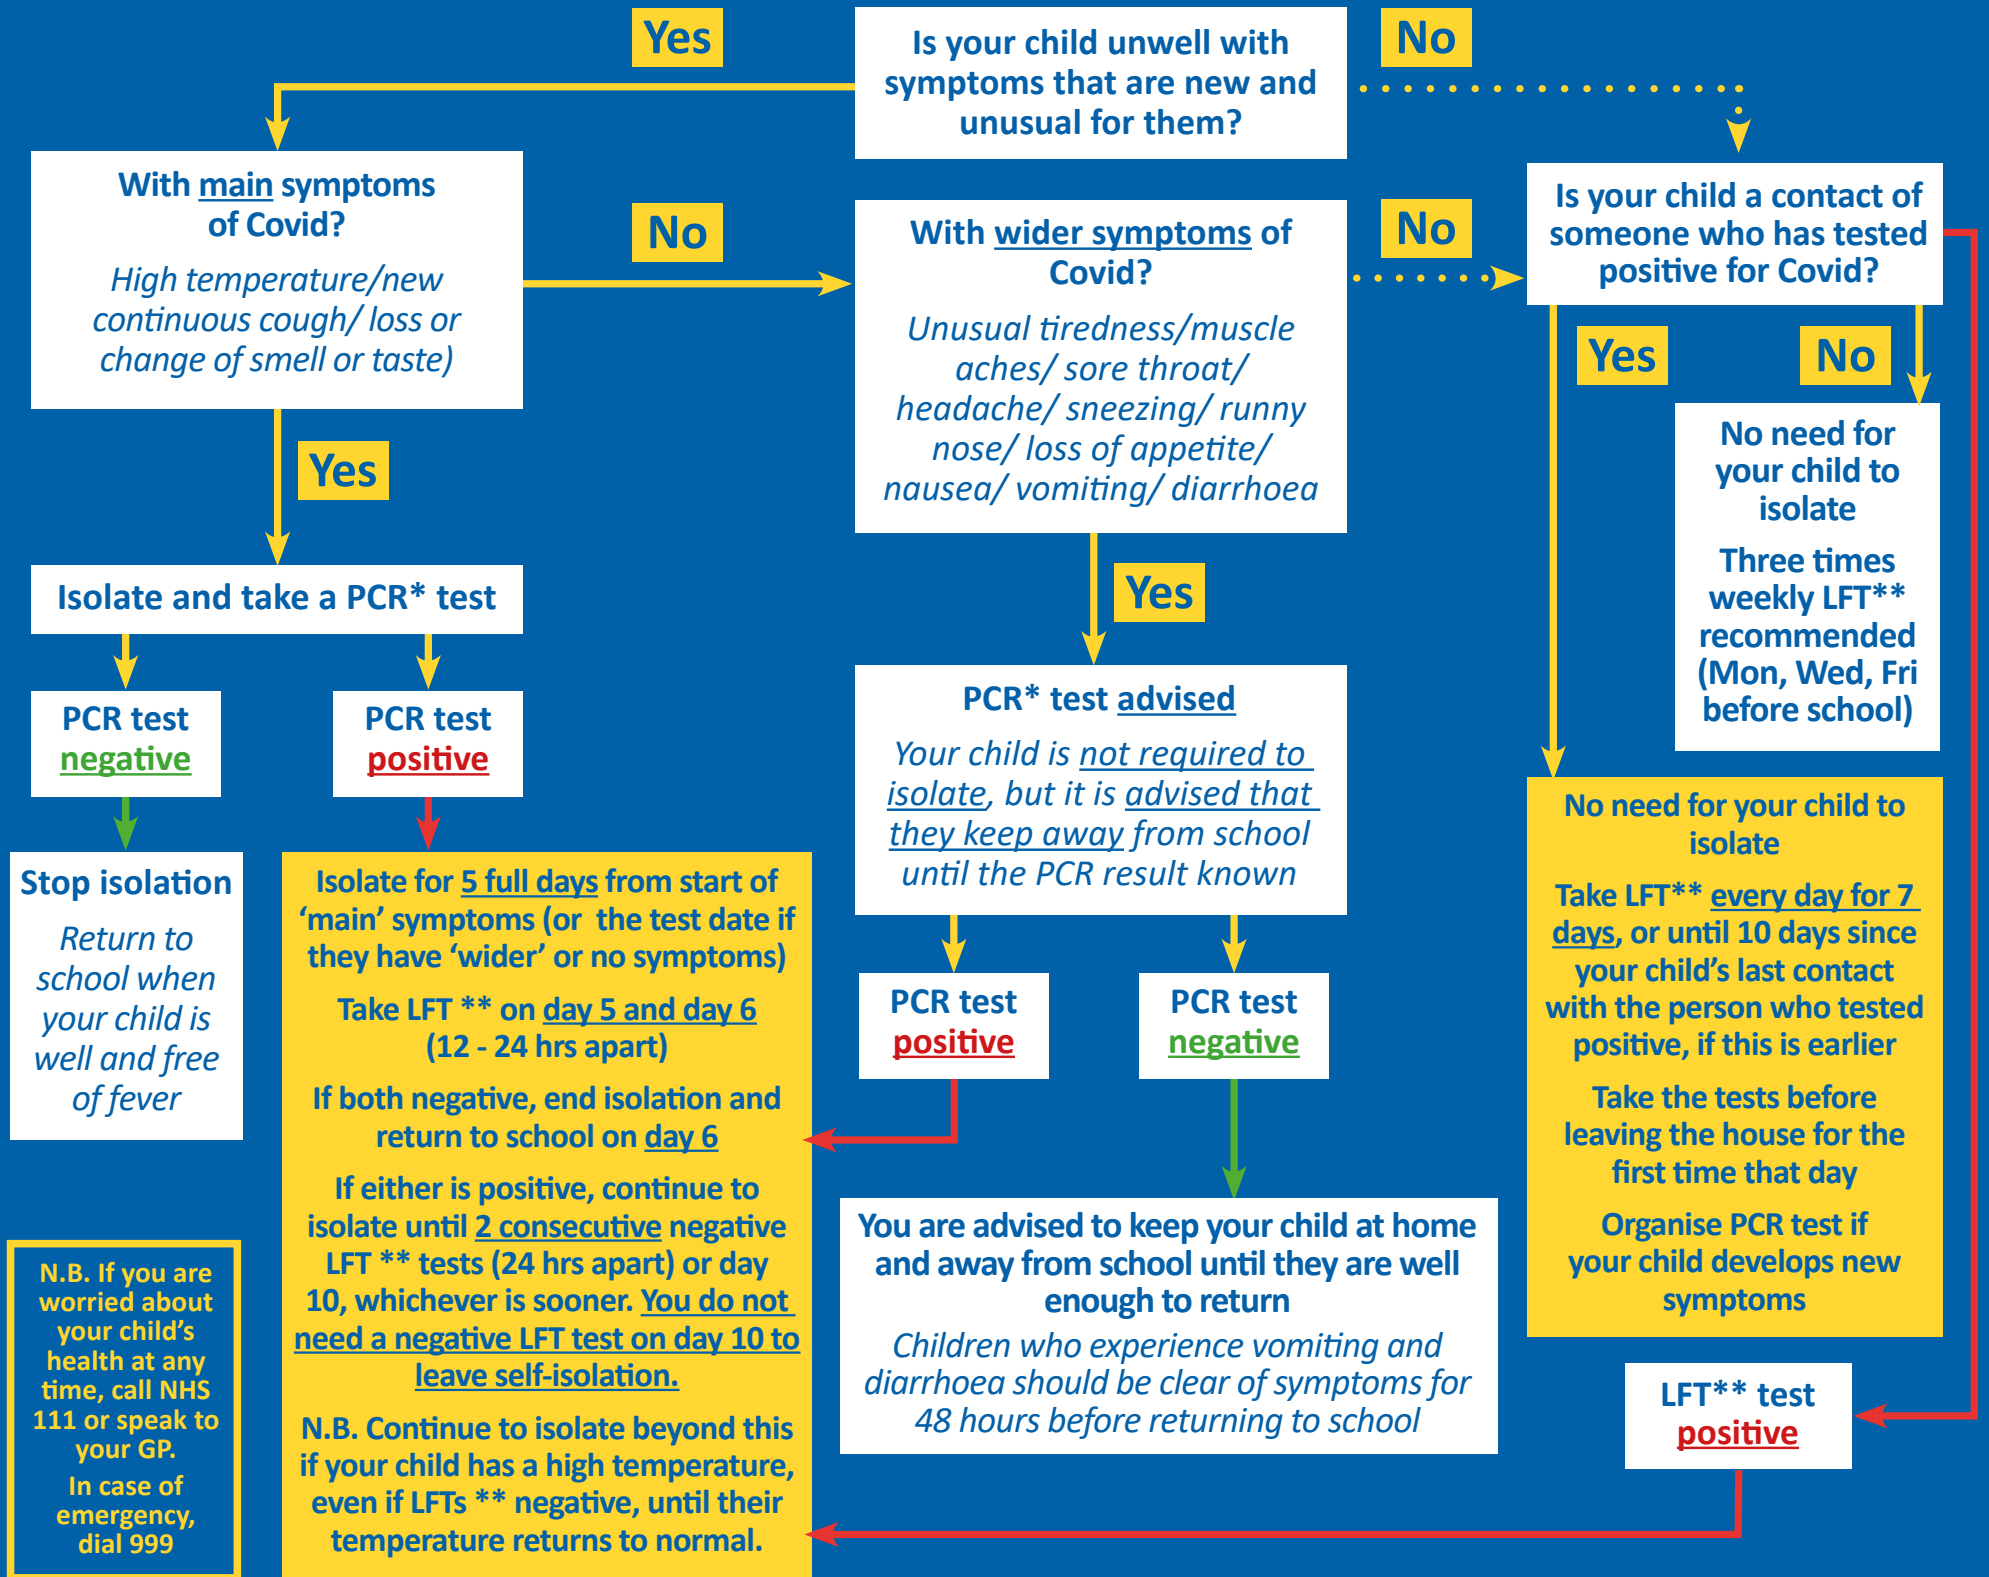 Yes
Is your child unwell with
symptoms that are new and
unusual for them?
No
With main symptoms
of Covid?
High temperature/new
continuous cough/ loss or
change of smell or taste)
No
With wider symptoms of
Covid?
Unusual tiredness/muscle
aches/ sore throat/
headache/ sneezing/ runny
nose/ loss of appetite/
nausea/ vomiting/ diarrhoea
No
Is your child a contact of
someone who has tested
positive for Covid?
Yes
No
No need for
your child to
isolate
Three times
weekly LFT**
recommended
(Mon, Wed, Fri
before school)
Yes
Isolate and take a PCR* test
PCR test
negative
PCR test
positive
Stop isolation
Return to
school when
your child is
well and free
of fever
Isolate for 5 full days from start of
‘main’ symptoms (or the test date if
they have ‘wider’ or no symptoms)
Take LFT ** on day 5 and day 6
(12 - 24 hrs apart)
If both negative, end isolation and
return to school on day 6
If either is positive, continue to
isolate until 2 consecutive negative
LFT ** tests (24 hrs apart) or day
10, whichever is sooner. You do not
need a negative LFT test on day 10 to
leave self-isolation.
N.B. Continue to isolate beyond this
if your child has a high temperature,
even if LFTs ** negative, until their
temperature returns to normal.
Yes
PCR* test advised
Your child is not required to
isolate, but it is advised that
they keep away from school
until the PCR result known
PCR test
positive
PCR test
negative
You are advised to keep your child at home
and away from school until they are well
enough to return
Children who experience vomiting and
diarrhoea should be clear of symptoms for
48 hours before returning to school
No need for your child to
isolate
Take LFT** every day for 7
days, or until 10 days since
your child’s last contact
with the person who tested
positive, if this is earlier
Take the tests before
leaving the house for the
first time that day
Organise PCR test if
your child develops new
symptoms
LFT** test
positive
N.B. If you are
worried about
your child’s
health at any
time, call NHS
111 or speak to
your GP.
In case of
emergency,
dial 999